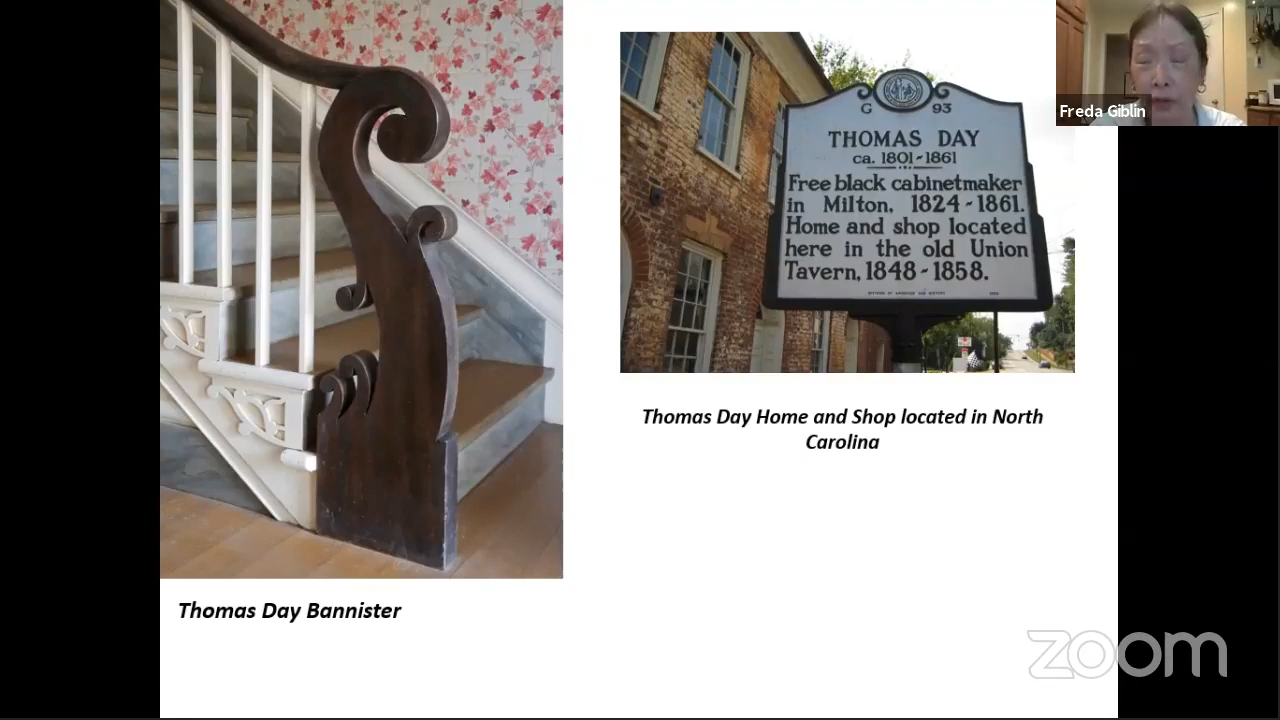 Freda Giblin
G 93
THOMAS DAY
ca. 1801-1861
Free black cabinetmaker
in Milton, 1824-1861.
Home and shop located
here in the old Union
Tavern, 1848-1858.
Thomas Day Home and Shop located in North
Carolina
Thomas Day Bannister
zoom